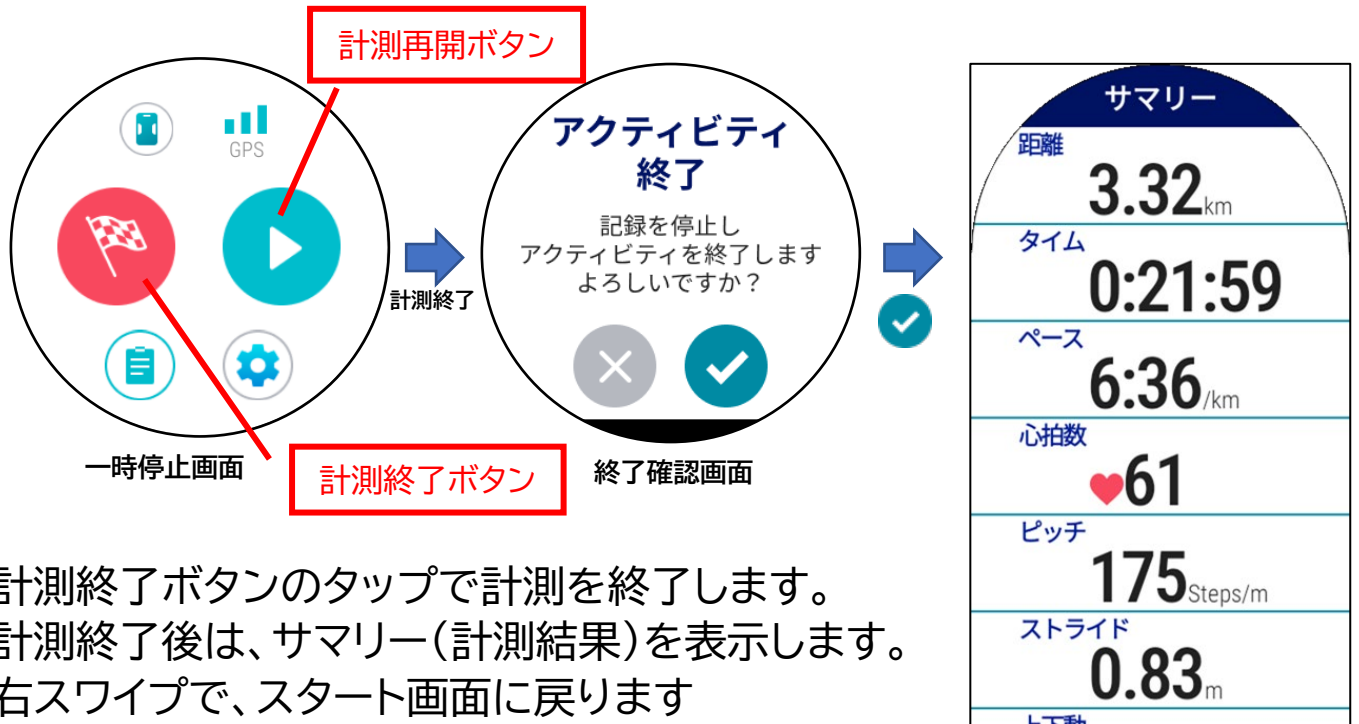 計測再開ボタン
GPS
一時停止画面
計測終了ボタン
計測終了
アクティビティ
終了
記録を停止し
アクティビティを終了します
よろしいですか？
終了確認画面
サマリー
距離
3.32km
タイム
0:21:59
ペース
6:36/km
心拍数
61
ピッチ
175Steps/m
ストライド
0.83m
上下動
計測終了ボタンのタップで計測を終了します。
計測終了後は、サマリー(計測結果)を表示します。
右スワイプで、スタート画面に戻ります